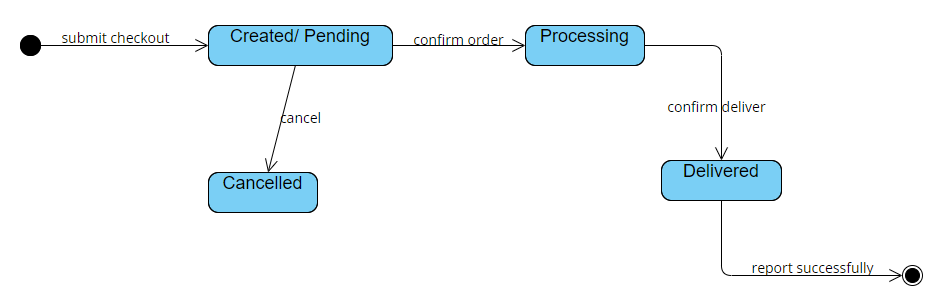 submit checkout
Created/ Pending
confirm order
Processing
confirm deliver
cancel
Cancelled
Delivered
report successfully